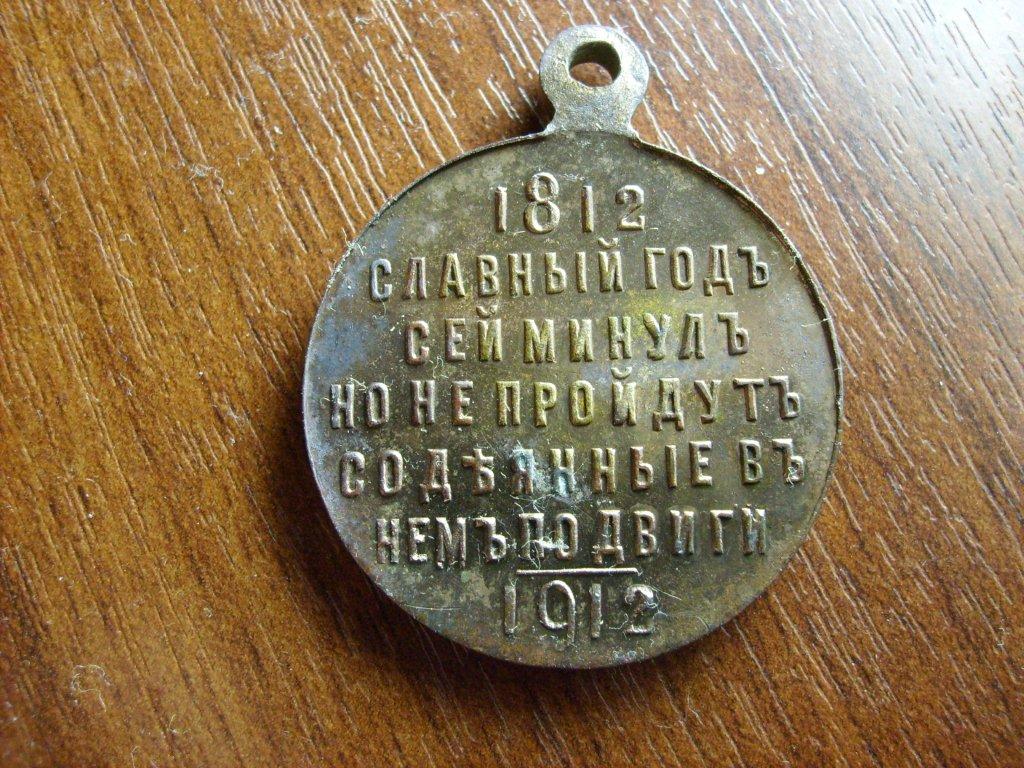 1812
СЛАВНЫЙ ГОДЪ
СЕЙ МИНУЛЪ
НО НЕ ПРОЙДУТЪ
СОДѢЯННЫЕ ВЪ
НЕМЪ ПОДВИГИ
1912